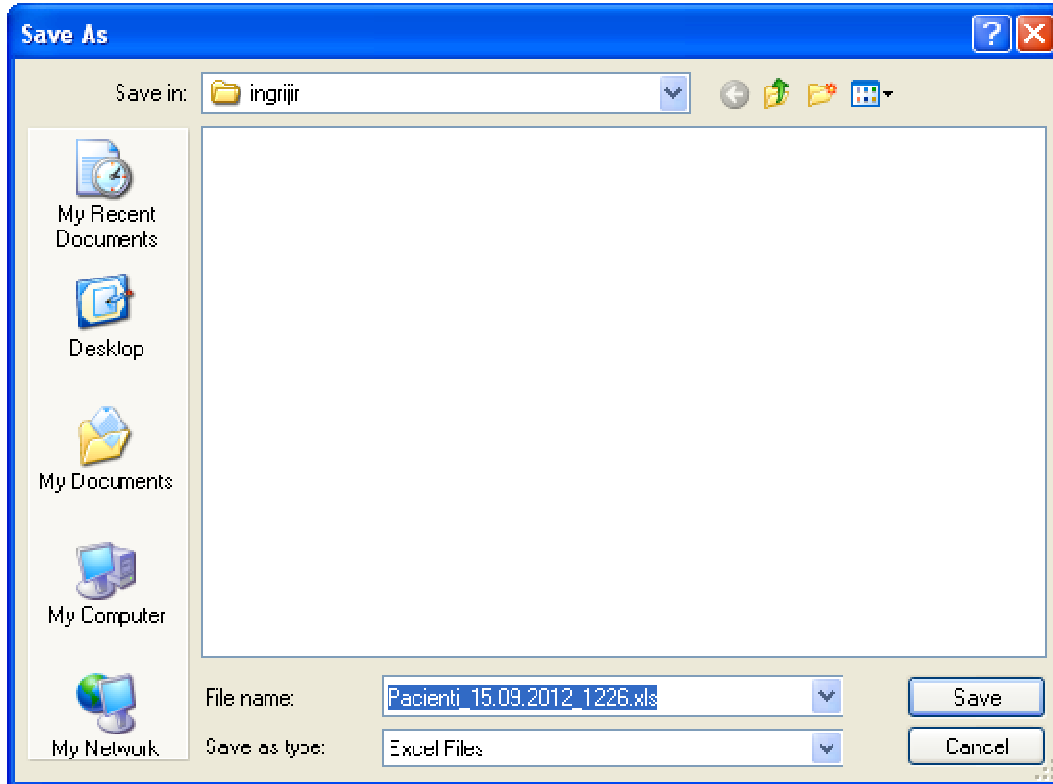 Save As
Save in:
ingrijir
My Recent
Documents
Desktop
My Documents
My Computer
My Network
File name:
Pacienti_15.09.2012_1226.xls
Save
Save as type:
Excel Files
Cancel